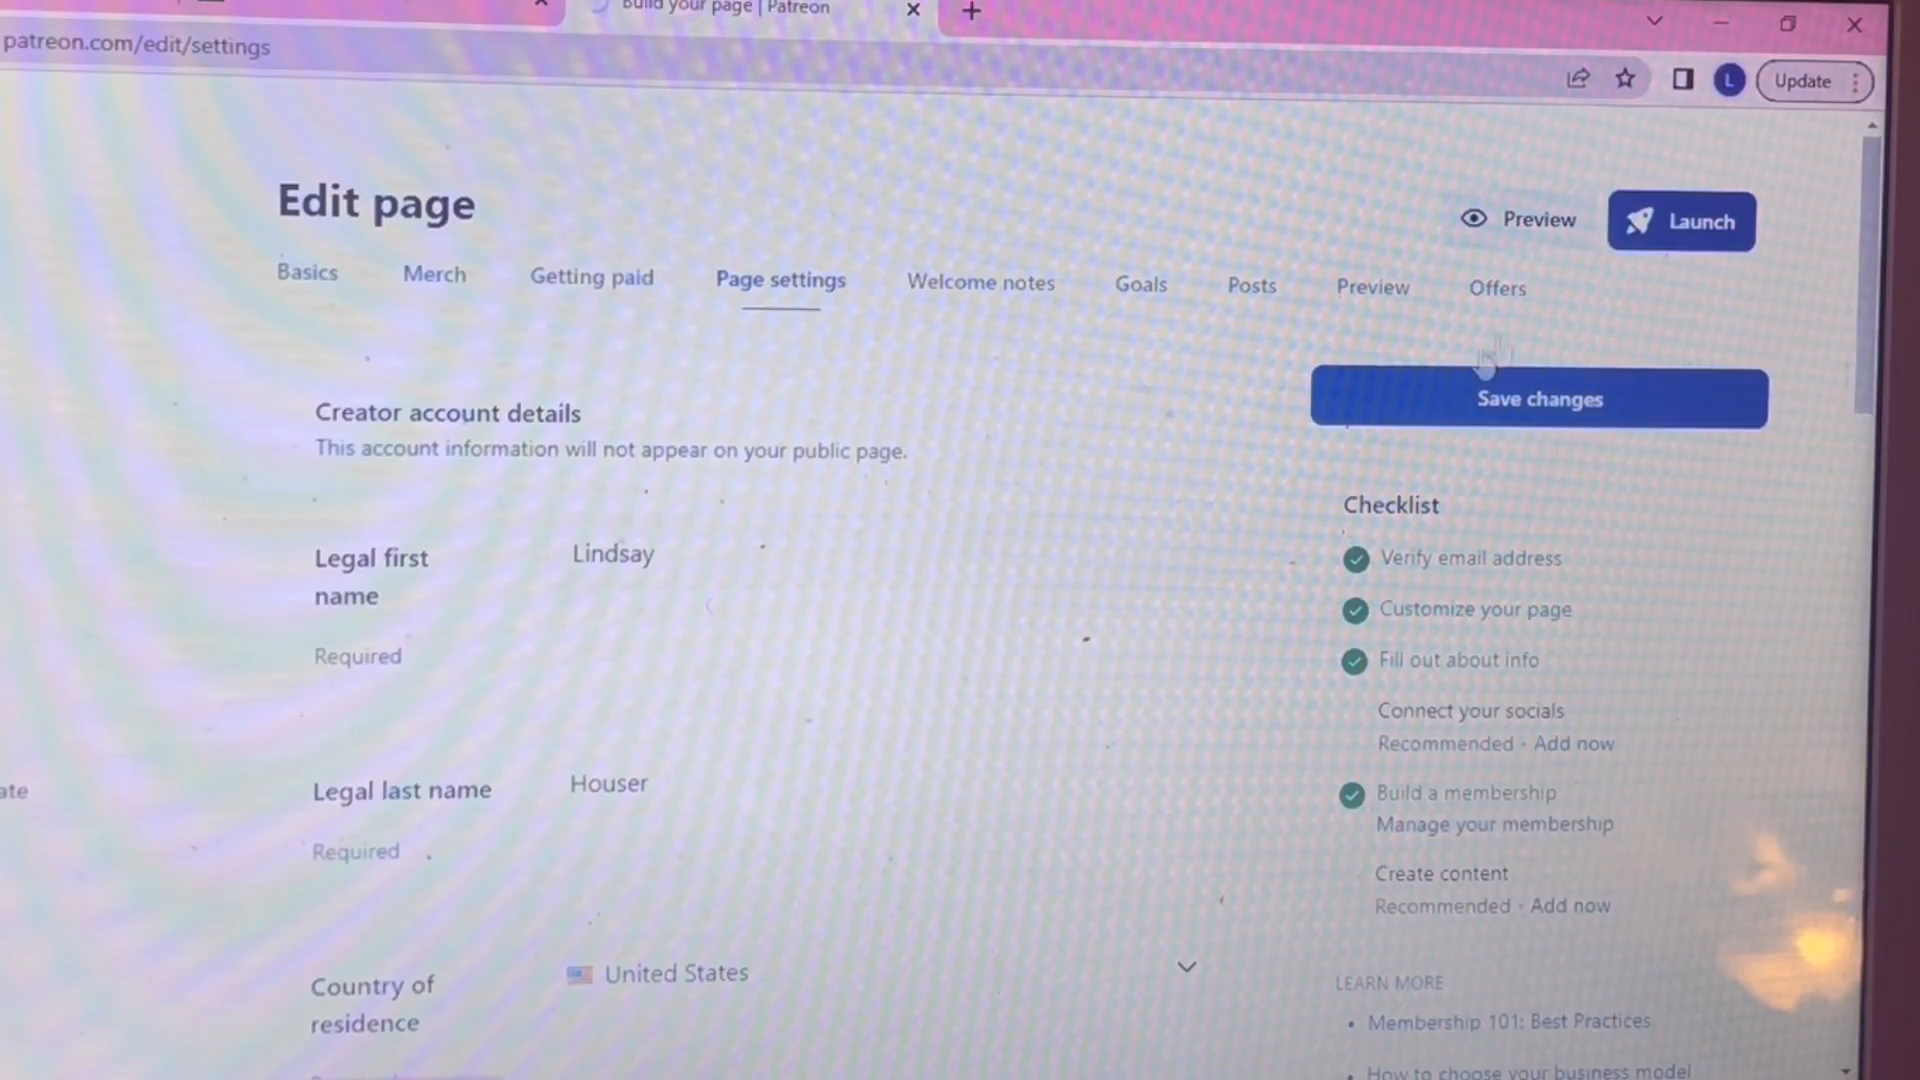 Build your page | Patreon
patreon.com/edit/settings
L
Update
Edit page
Preview
Launch
Basics
Merch
Getting paid
Page settings
Welcome notes
Goals
Posts
Preview
Offers
Save changes
Creator account details
This account information will not appear on your public page.
Checklist
Verify email address
Customize your page
Fill out about info
Connect your socials
Recommended · Add now
Build a membership
Manage your membership
Create content
Recommended · Add now
Legal first
name
Required
Lindsay
ate
Legal last name
Required
Houser
Country of
residence
United States
LEARN MORE
• Membership 101: Best Practices
• How to choose your business model